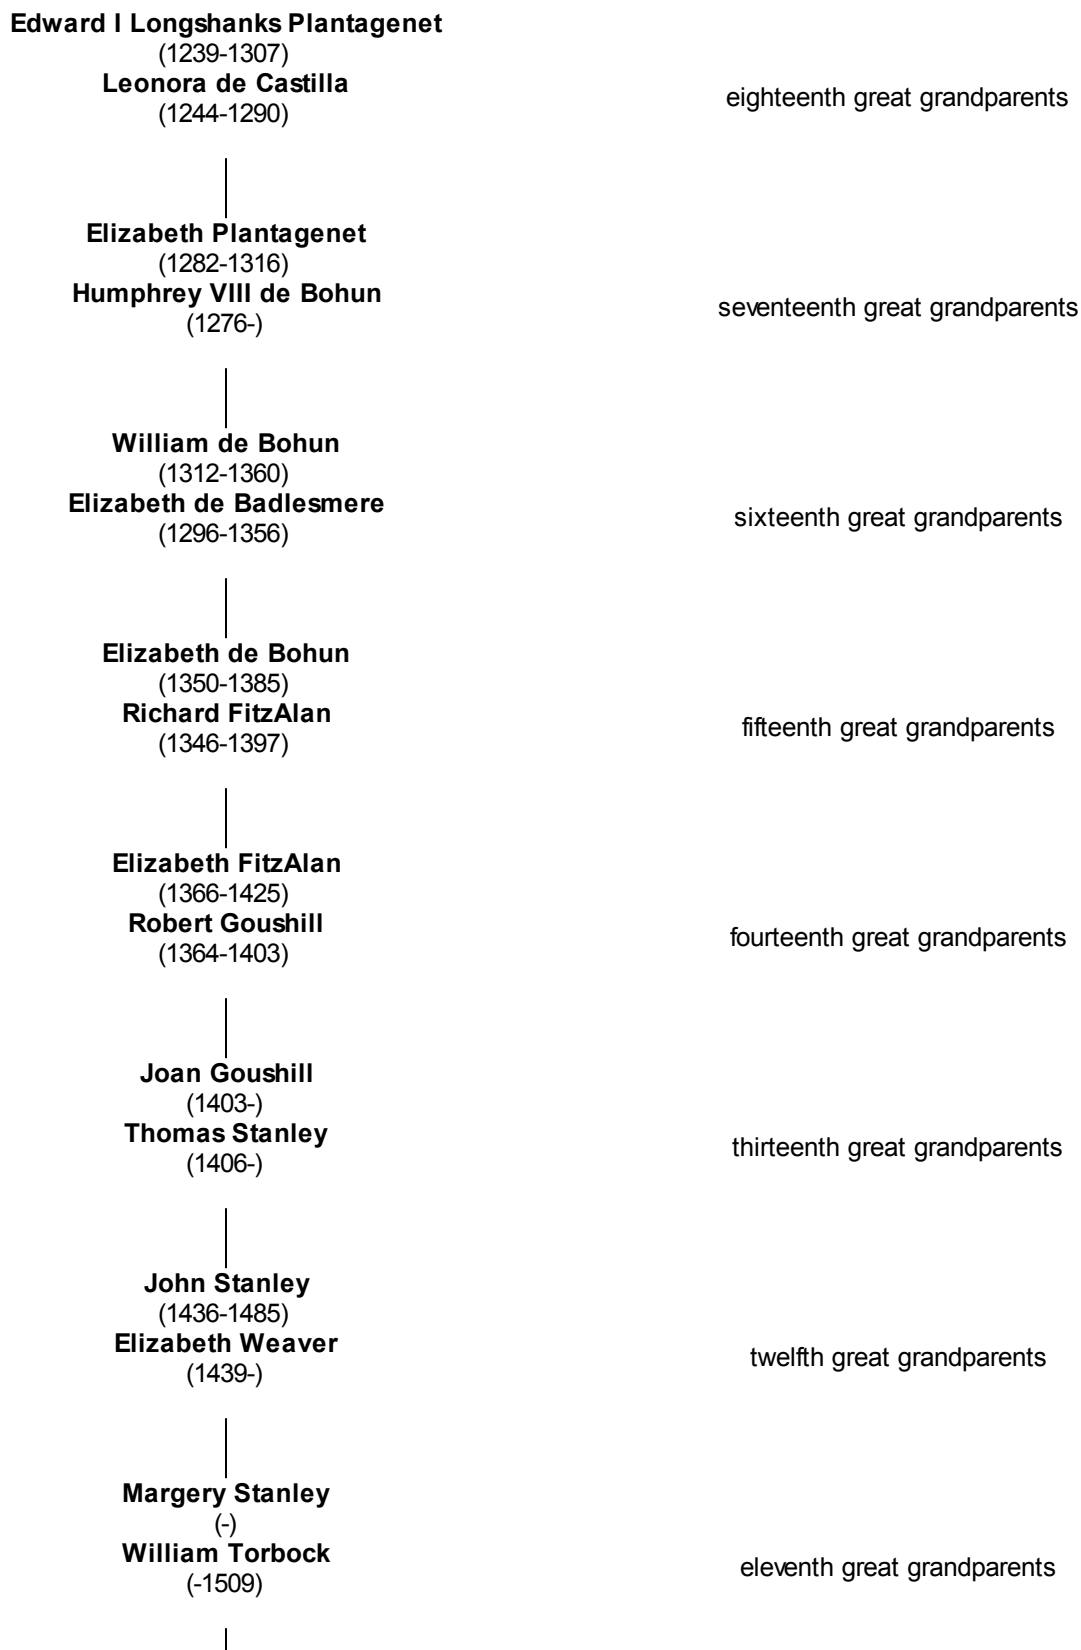 Edward I Longshanks Plantagenet
(1239-1307)
Leonora de Castilla
(1244-1290)
eighteenth great grandparents
Elizabeth Plantagenet
(1282-1316)
Humphrey VIII de Bohun
(1276-)
seventeenth great grandparents
William de Bohun
(1312-1360)
Elizabeth de Badlesmere
(1296-1356)
sixteenth great grandparents
Elizabeth de Bohun
(1350-1385)
Richard FitzAlan
(1346-1397)
fifteenth great grandparents
Elizabeth FitzAlan
(1366-1425)
Robert Goushill
(1364-1403)
fourteenth great grandparents
Joan Goushill
(1403-)
Thomas Stanley
(1406-)
thirteenth great grandparents
John Stanley
(1436-1485)
Elizabeth Weaver
(1439-)
twelfth great grandparents
Margery Stanley
(-)
William Torbock
(-1509)
eleventh great grandparents